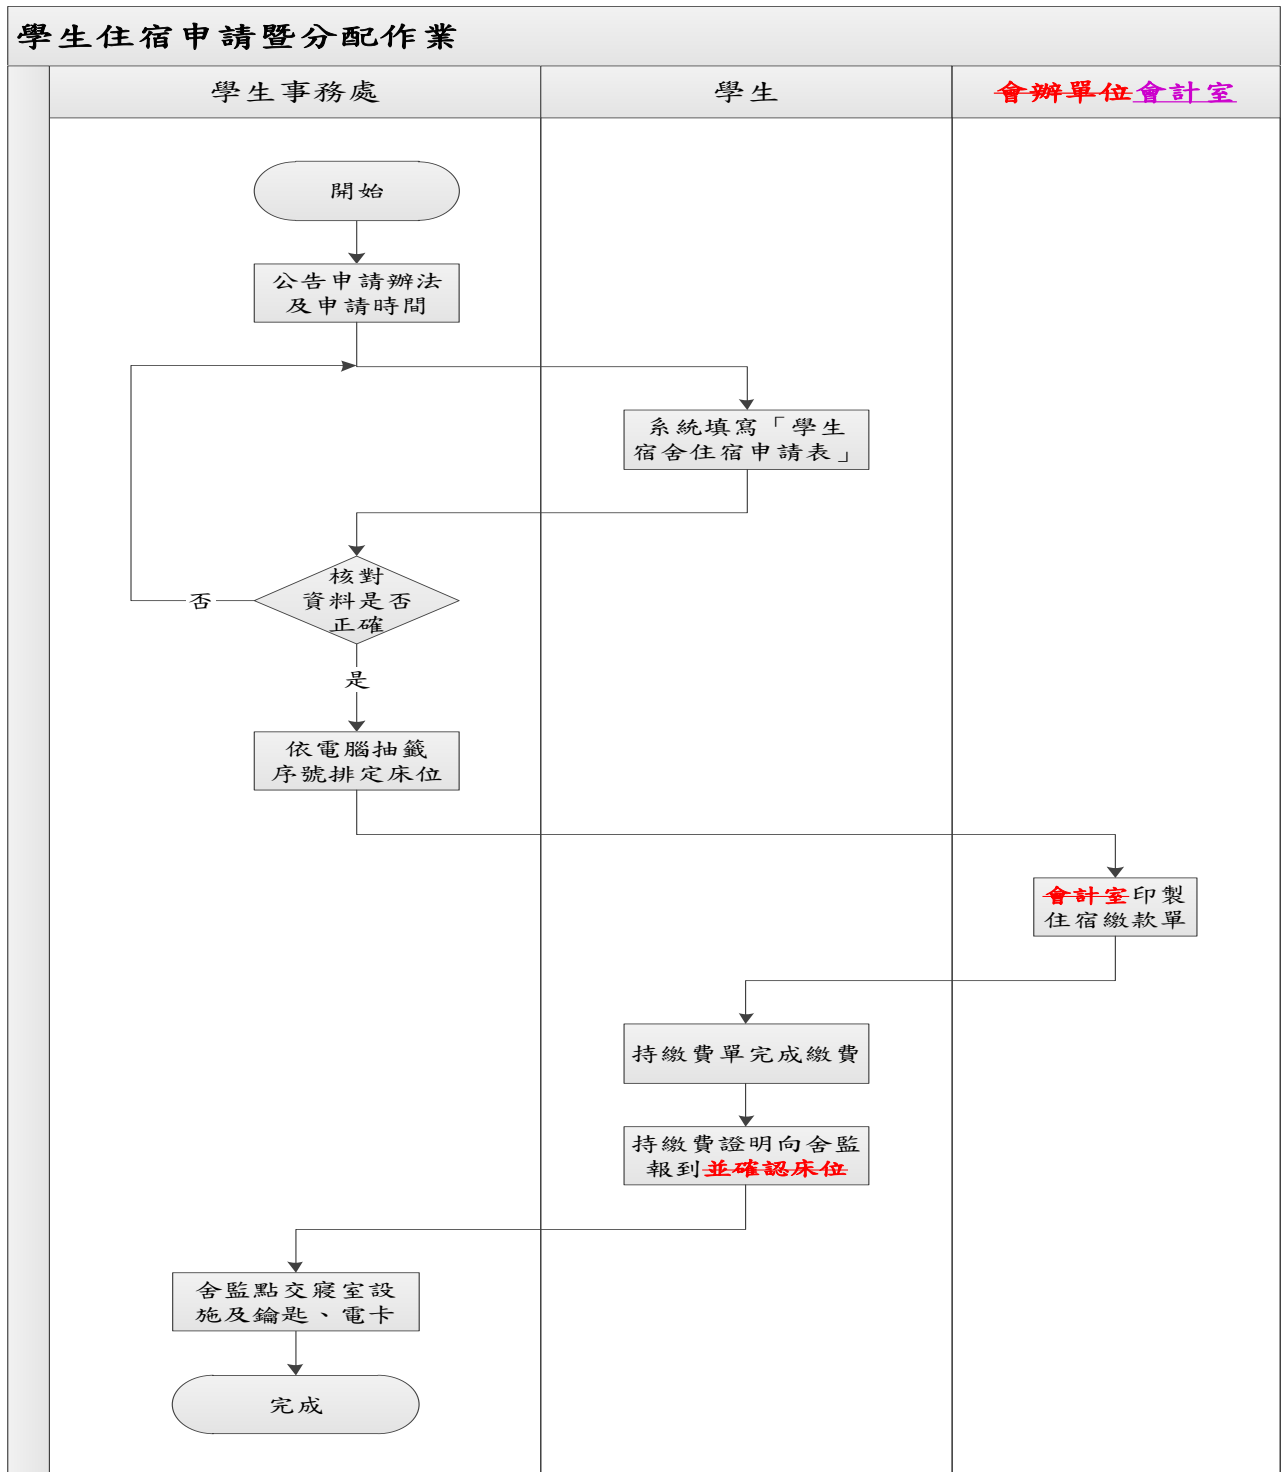 學生住宿申請暨分配作業
學生事務處
學生
會辦單位會計室
開始
公告申請辦法
及申請時間
系統填寫「學生
宿舍住宿申請表」
核對
資料是否
正確
否
是
依電腦抽籤
序號排定床位
會計室印製
住宿繳款單
持繳費單完成繳費
持繳費證明向舍監
報到並確認床位
舍監點交寢室設
施及鑰匙、電卡
完成